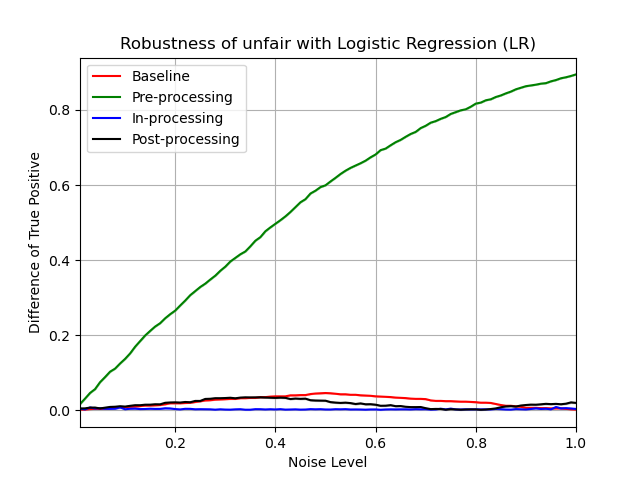 Robustness of unfair with Logistic Regression (LR)
Baseline
Pre-processing
In-processing
Post-processing
Difference of True Positive
0.8
0.6
0.4
0.2
0.0
0.2
0.4
0.6
0.8
1.0
Noise Level